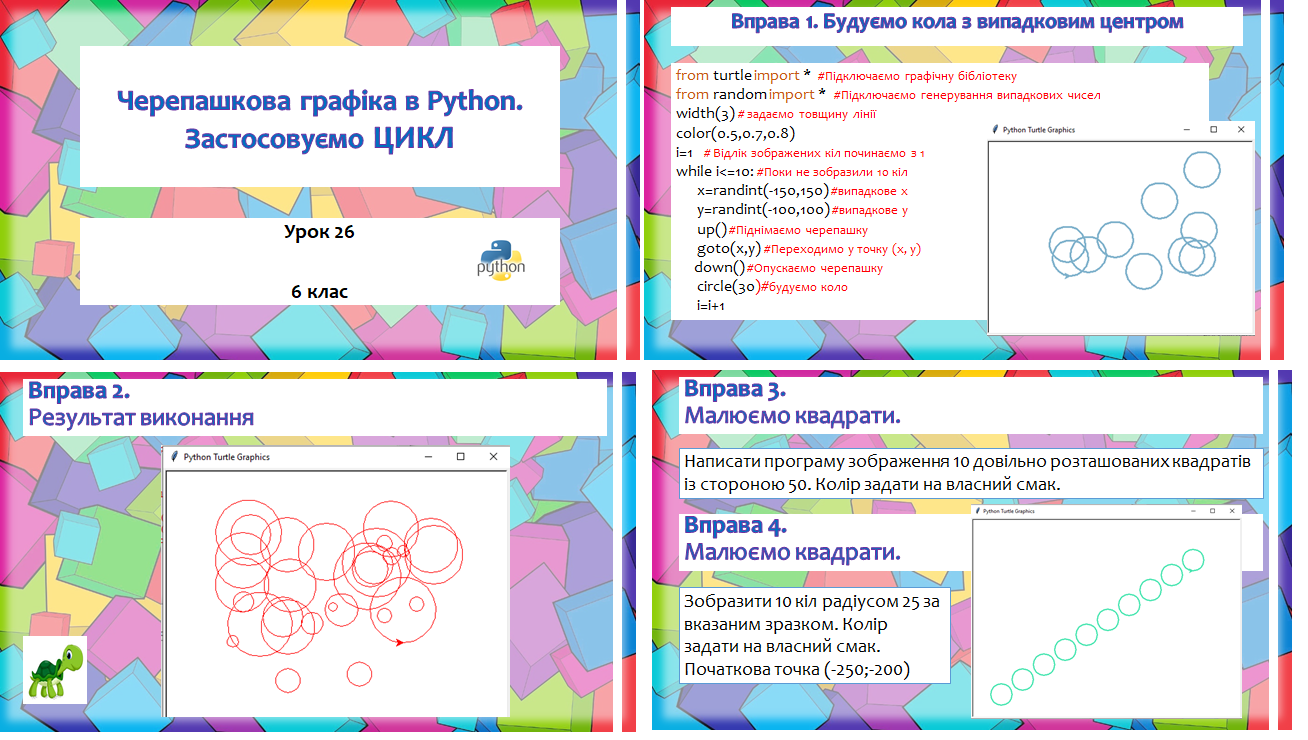 Черепашкова графіка в Python.
Застосовуємо ЦИКЛ
Урок 26
python
6 клас
Вправа 1. Будуємо кола з випадковим центром
from turtle import * #Підключаємо графічну бібліотеку
from random import * #Підключаємо генерування випадкових чисел
width(3) # задаємо товщину лінії
color(0.5,0.7,0.8)
i=1 # Відлік зображених кіл починаємо з 1
while i<=10: #Поки не зобразили 10 кіл
x=randint(-150,150) #випадкове x
y=randint(-100,100) #випадкове y
up() #Піднімаємо черепашку
goto(x,y) #Переходимо у точку (x, y)
down() #Опускаємо черепашку
circle(30) #будуємо коло
i=i+1
Python Turtle Graphics
Вправа 2.
Результат виконання
Python Turtle Graphics
Вправа 3.
Малюємо квадрати.
Написати програму зображення 10 довільно розташованих квадратів
із стороною 50. Колір задати на власний смак.
Вправа 4.
Малюємо квадрати.
Зобразити 10 кіл радіусом 25 за
вказаним зразком. Колір
задати на власний смак.
Початкова точка (-250;-200)
Python Turtle Graphics